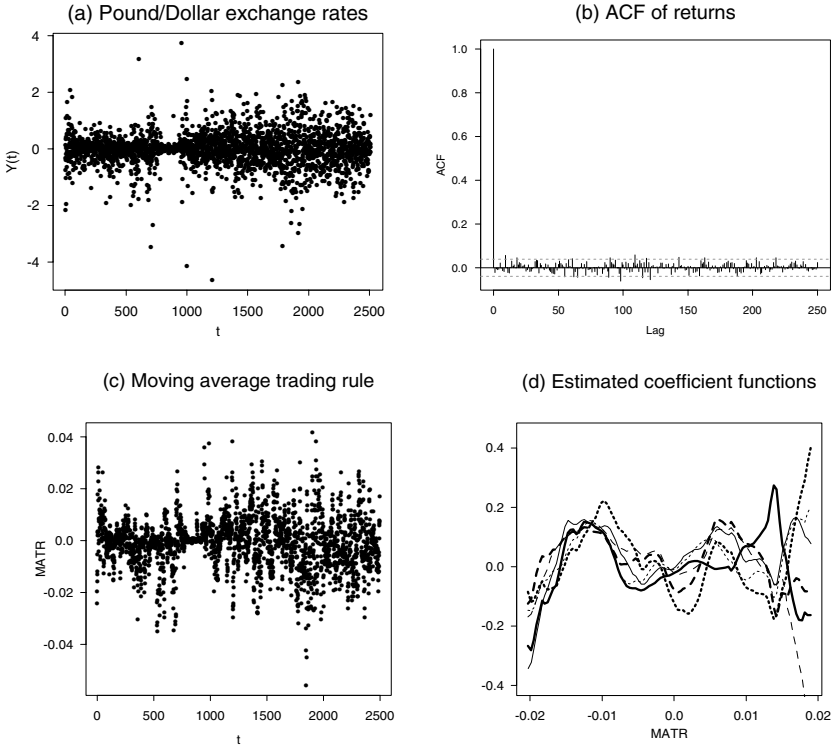 (a) Pound/Dollar exchange rates
4
2
0
-2
-4
Y(t)
0 500 1000 1500 2000 2500
t
(b) ACF of returns
1.0
0.8
0.6
0.4
0.2
0.0
ACF
0 50 100 150 200 250
Lag
(c) Moving average trading rule
0.04
0.02
0.0
-0.02
-0.04
MATR
0 500 1000 1500 2000 2500
t
(d) Estimated coefficient functions
0.4
0.2
0.0
-0.2
-0.4
-0.02 -0.01 0.0 0.01 0.02
MATR